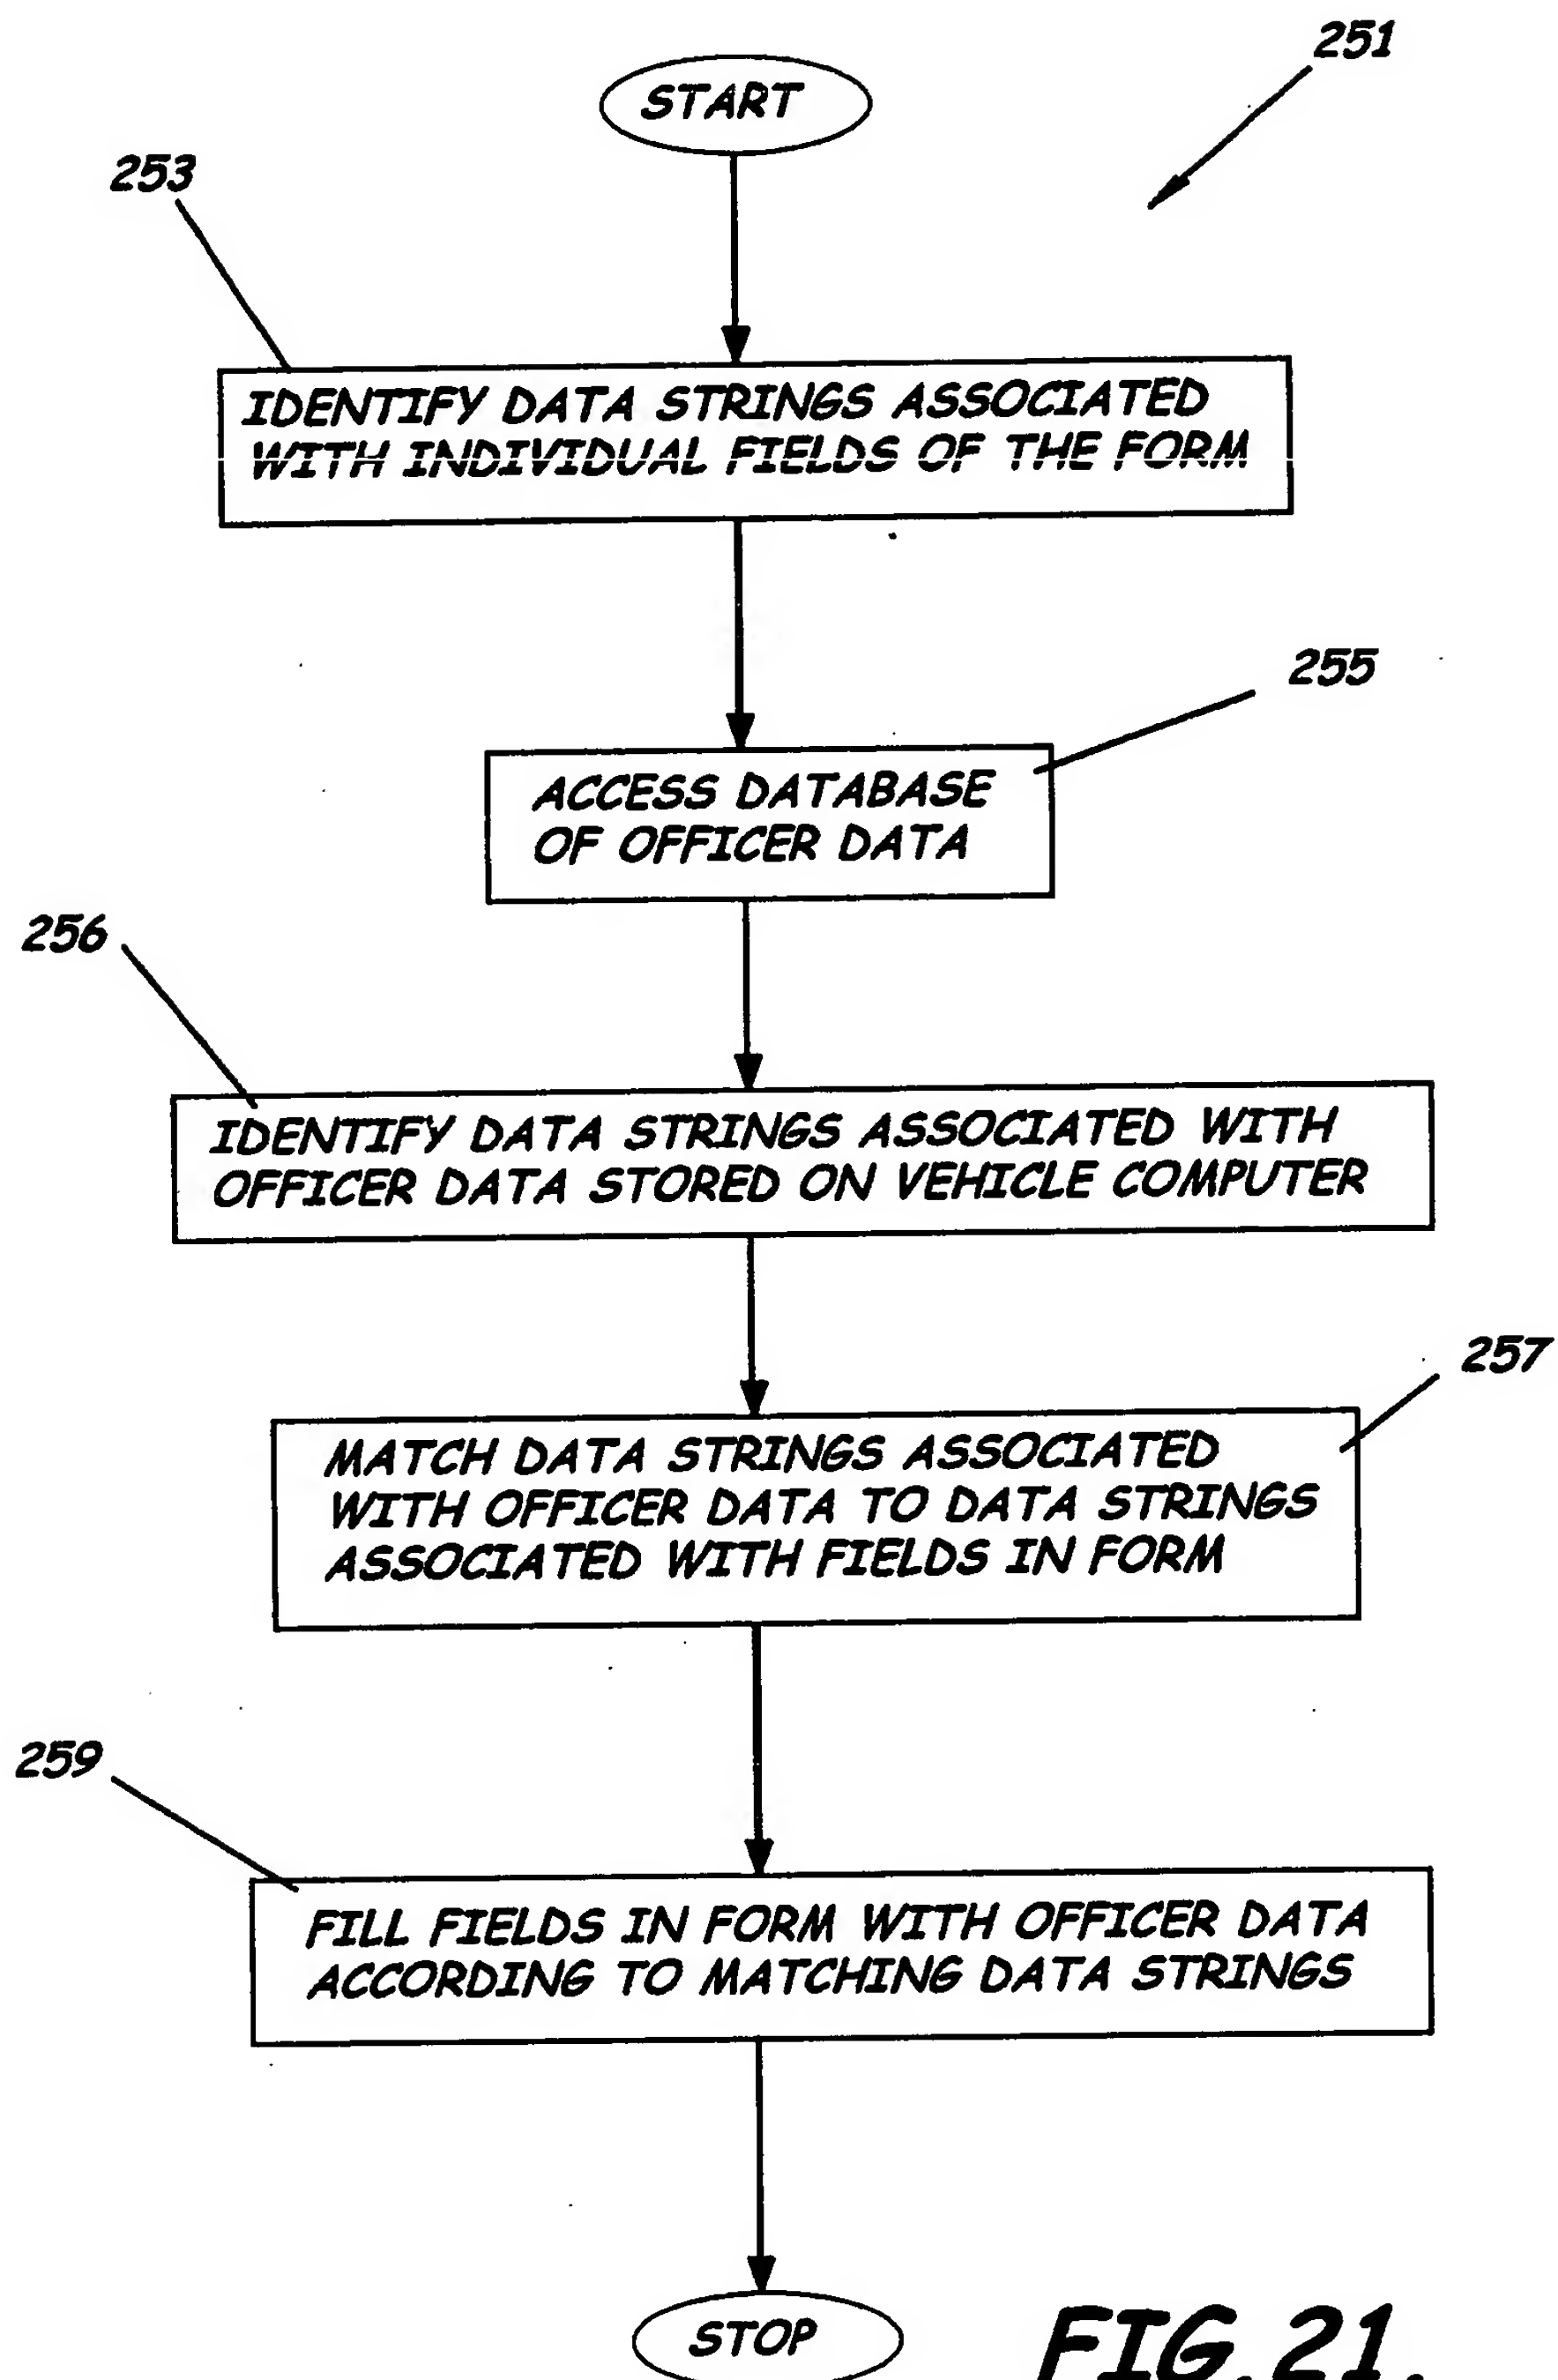 251
START
253
IDENTIFY DATA STRINGS ASSOCIATED
WITH INDIVIDUAL FIELDS OF THE FORM
255
ACCESS DATABASE
OF OFFICER DATA
256
IDENTIFY DATA STRINGS ASSOCIATED WITH
OFFICER DATA STORED ON VEHICLE COMPUTER
257
MATCH DATA STRINGS ASSOCIATED
WITH OFFICER DATA TO DATA STRINGS
ASSOCIATED WITH FIELDS IN FORM
259
FILL FIELDS IN FORM WITH OFFICER DATA
ACCORDING TO MATCHING DATA STRINGS
STOP
FIG.21.